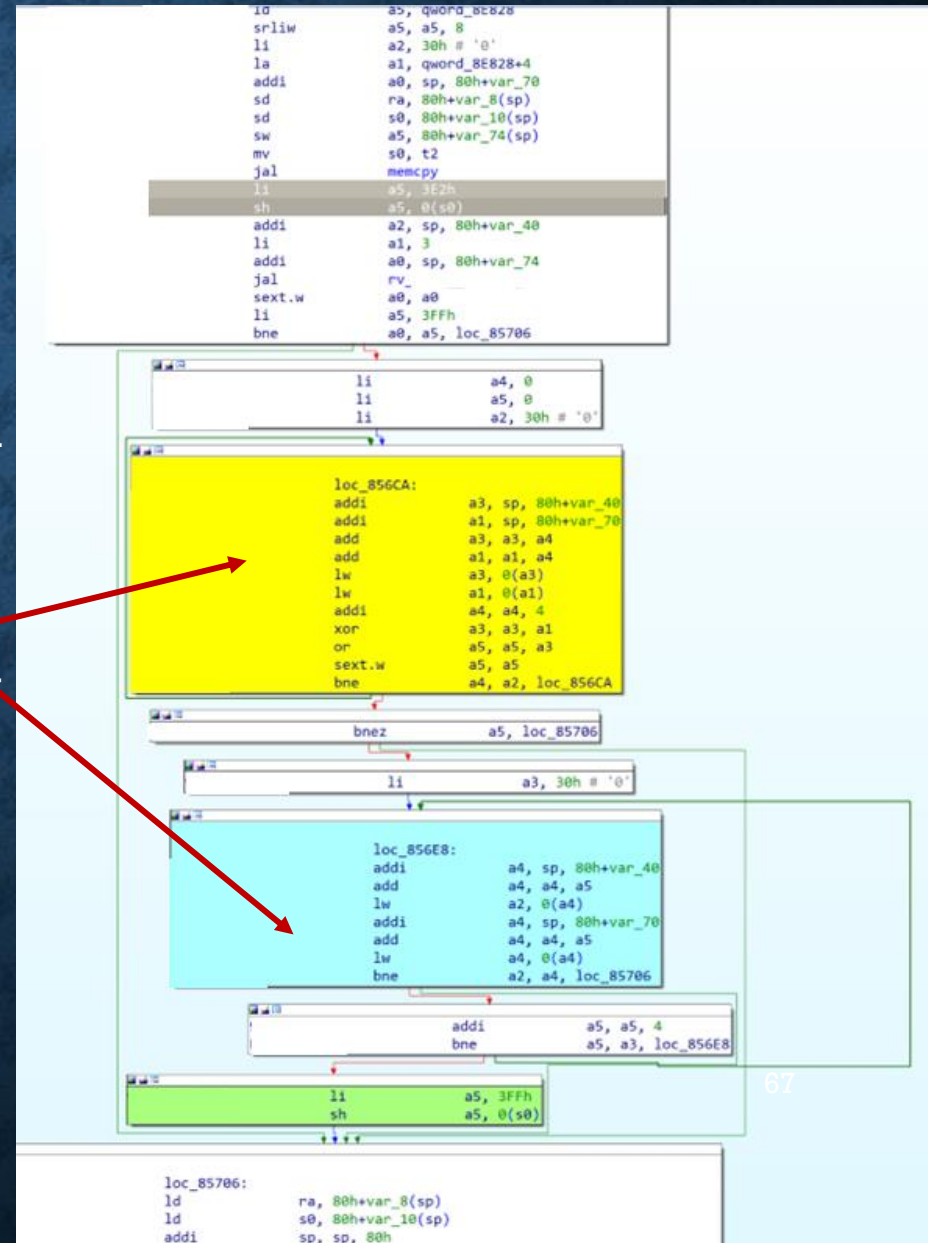 ld a5, qword_8E828
srliw a5, a5, 8
li a2, 30h # '0'
la a1, qword_8E828+4
addi a0, sp, 80h+var_70
sd ra, 80h+var_8(sp)
sd s0, 80h+var_10(sp)
sw a5, 80h+var_74(sp)
mv s0, t2
jal memcpy
li a5, 3E2h
sh a5, 0(s0)
addi a2, sp, 80h+var_40
li a1, 3
addi a0, sp, 80h+var_74
jal rv_
sext.w a0, a0
li a5, 3FFh
bne a0, a5, loc_85706
li a4, 0
li a5, 0
li a2, 30h # '0'
loc_856CA:
addi a3, sp, 80h+var_40
addi a1, sp, 80h+var_70
add a3, a3, a4
add a1, a1, a4
lw a3, 0(a3)
lw a1, 0(a1)
addi a4, a4, 4
xor a3, a3, a1
or a5, a5, a3
sext.w a5, a5
bne a4, a2, loc_856CA
bnez a5, loc_85706
li a3, 30h # '0'
loc_856E8:
addi a4, sp, 80h+var_40
add a4, a4, a5
lw a2, 0(a4)
addi a4, sp, 80h+var_70
add a4, a4, a5
lw a4, 0(a4)
bne a2, a4, loc_85706
addi a5, a5, 4
bne a5, a3, loc_856E8
67
li a5, 3FFh
sh a5, 0(s0)
loc_85706:
ld ra, 80h+var_8(sp)
ld s0, 80h+var_10(sp)
addi sp, sp, 80h